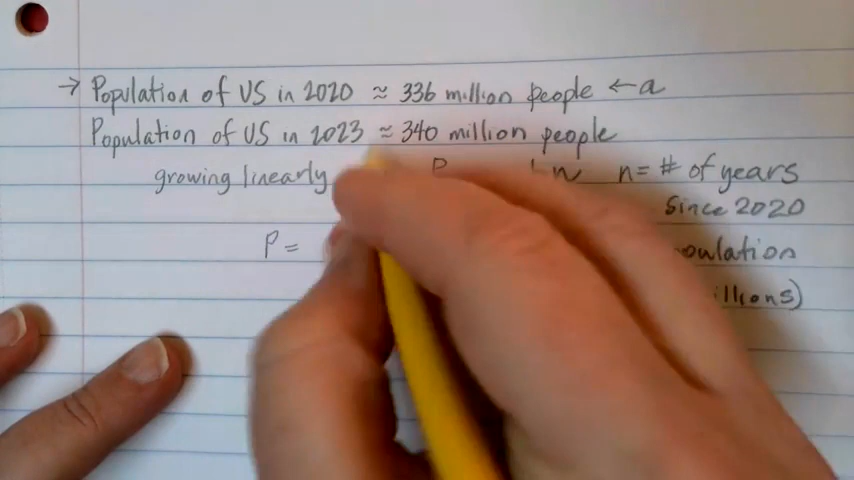 → Population of US in 2020 ≈ 336 million people ← a
Population of US in 2023 ≈ 340 million people
growing linearly P n n = # of years
since 2020
P =